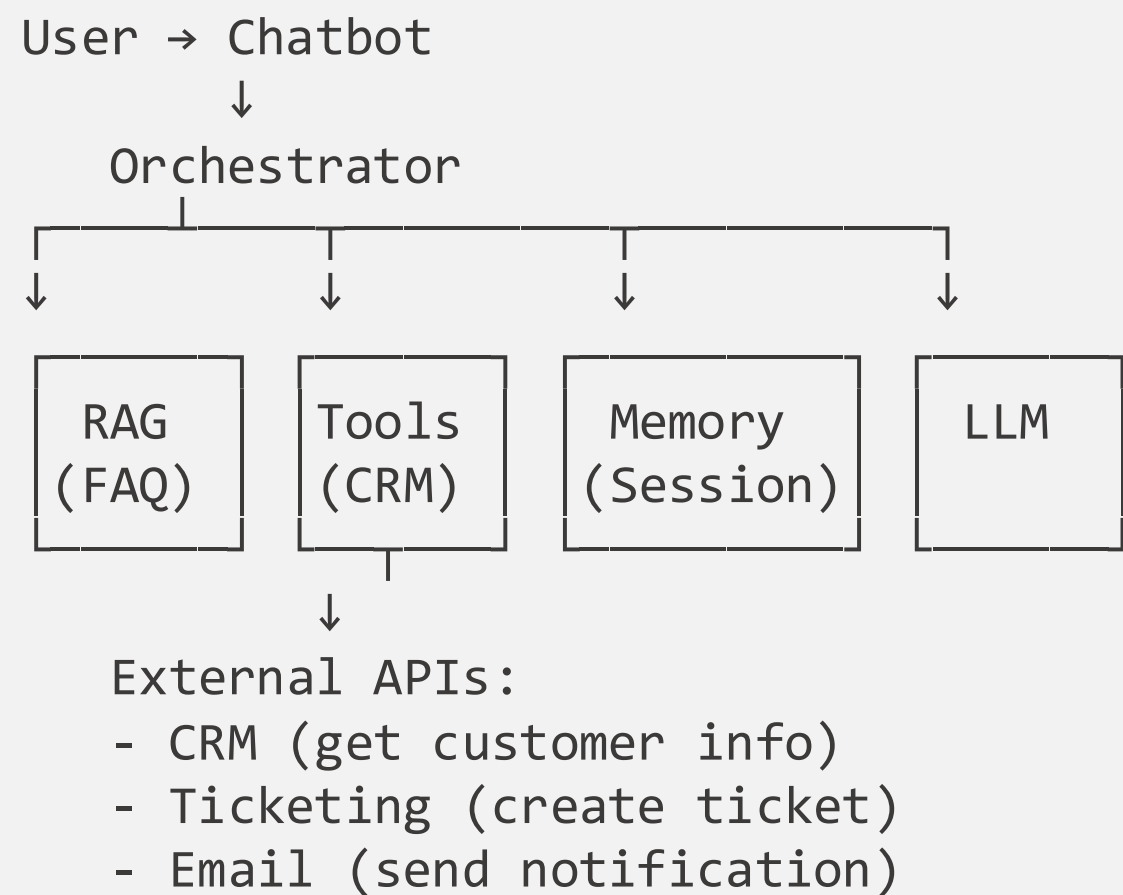 User → Chatbot
↓
Orchestrator
↓ ↓ ↓ ↓
RAG Tools Memory LLM
(FAQ) (CRM) (Session)
↓
External APIs:
- CRM (get customer info)
- Ticketing (create ticket)
- Email (send notification)